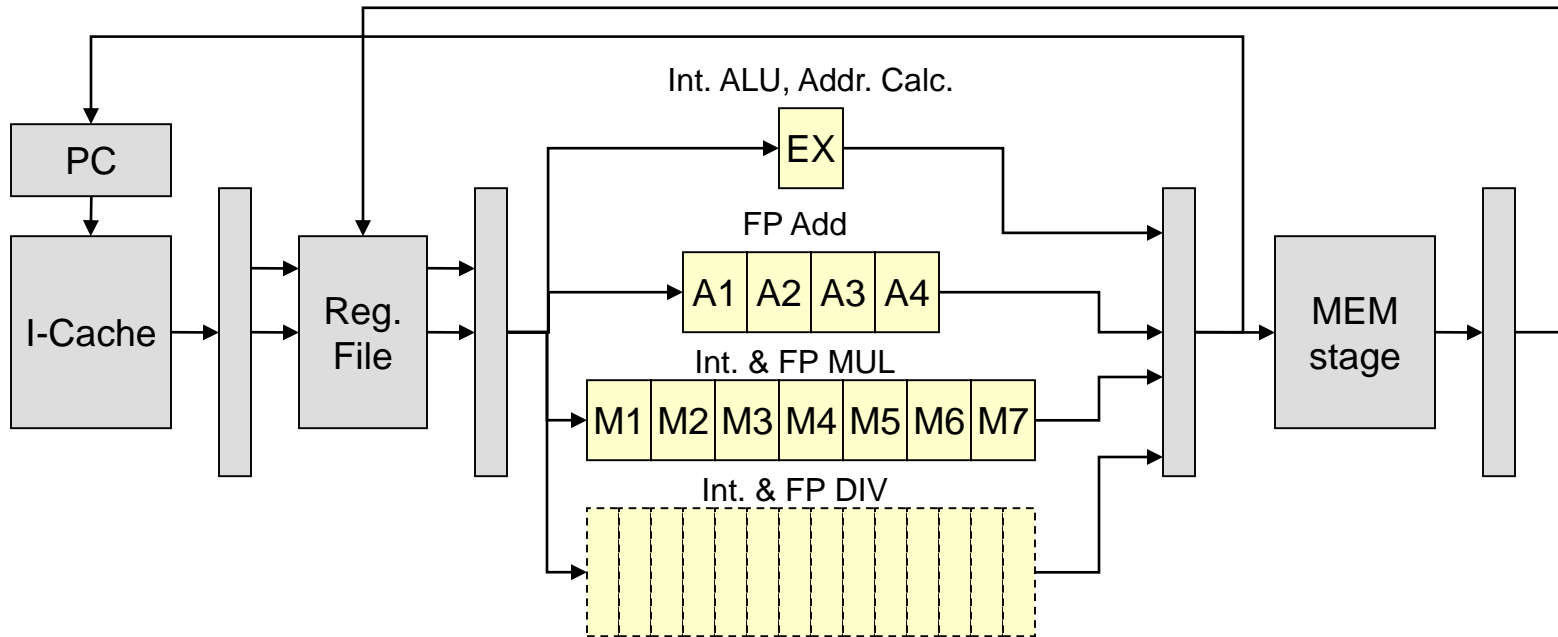 Int. ALU, Addr. Calc.
PC
EX
FP Add
I-Cache
Reg.
File
A1 A2 A3 A4
MEM
stage
Int. & FP MUL
M1 M2 M3 M4 M5 M6 M7
Int. & FP DIV